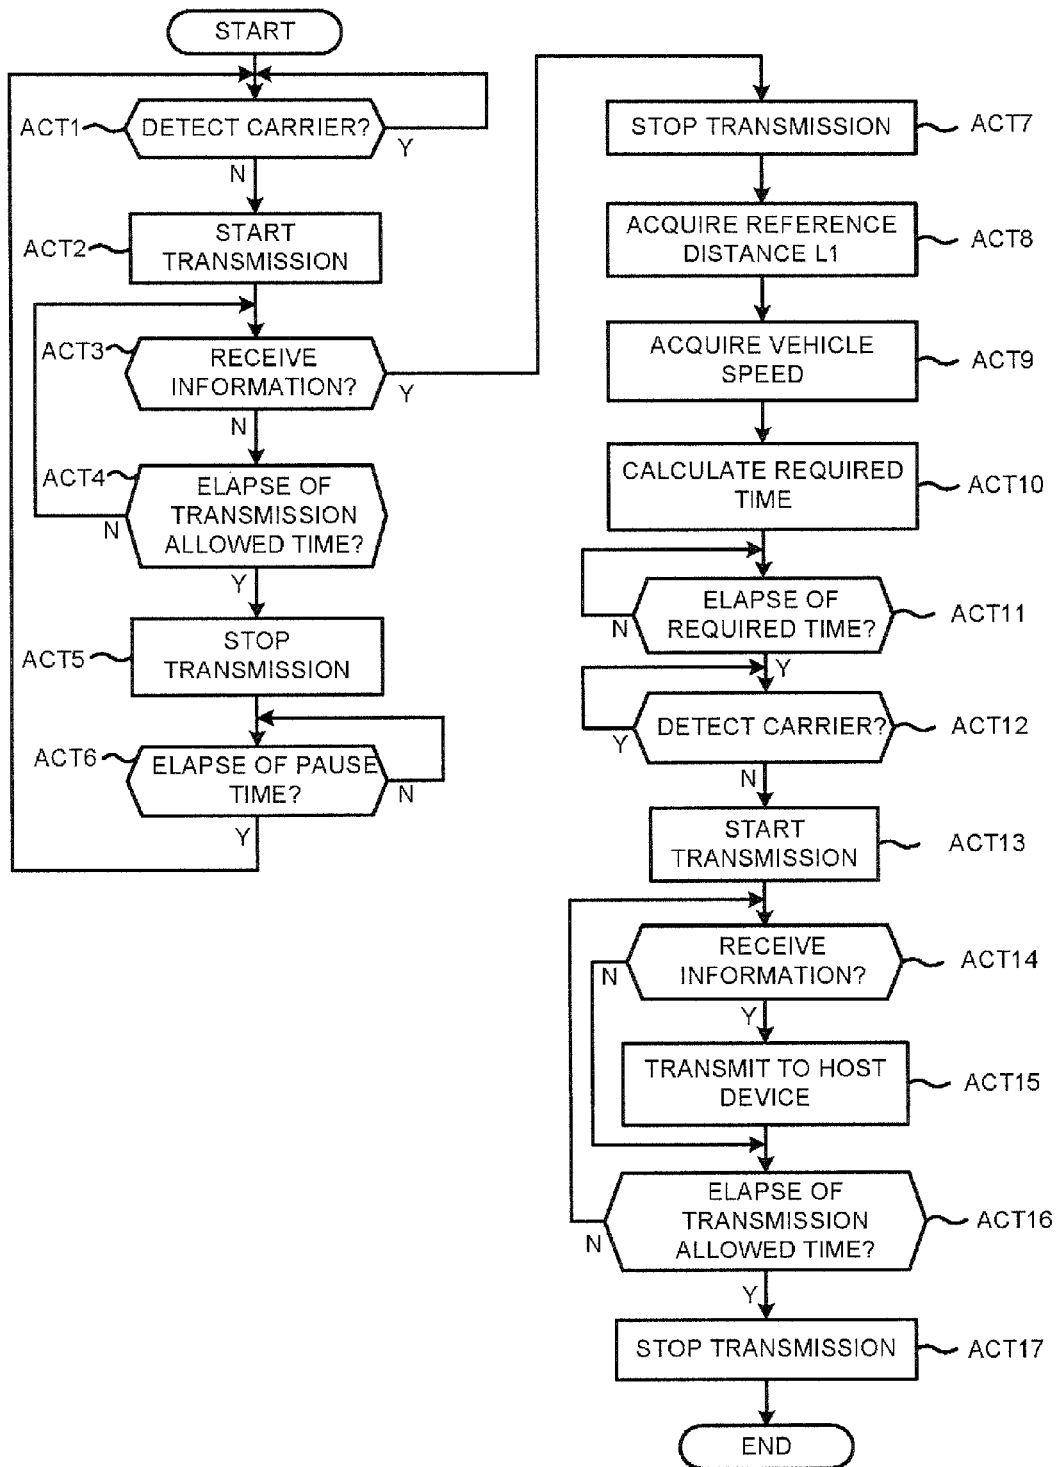 START
ACT1
DETECT CARRIER?
Y
N
ACT2
START
TRANSMISSION
ACT3
RECEIVE
INFORMATION?
Y
N
ACT4
ELAPSE OF
TRANSMISSION
ALLOWED TIME?
N
Y
ACT5
STOP
TRANSMISSION
ACT6
ELAPSE OF PAUSE
TIME?
N
Y
STOP TRANSMISSION
ACT7
ACQUIRE REFERENCE
DISTANCE L1
ACT8
ACQUIRE VEHICLE
SPEED
ACT9
CALCULATE REQUIRED
TIME
ACT10
ELAPSE OF
REQUIRED TIME?
ACT11
N
Y
DETECT CARRIER?
ACT12
Y
N
START
TRANSMISSION
ACT13
RECEIVE
INFORMATION?
ACT14
N
Y
TRANSMIT TO HOST
DEVICE
ACT15
ELAPSE OF
TRANSMISSION
ALLOWED TIME?
ACT16
N
Y
STOP TRANSMISSION
ACT17
END